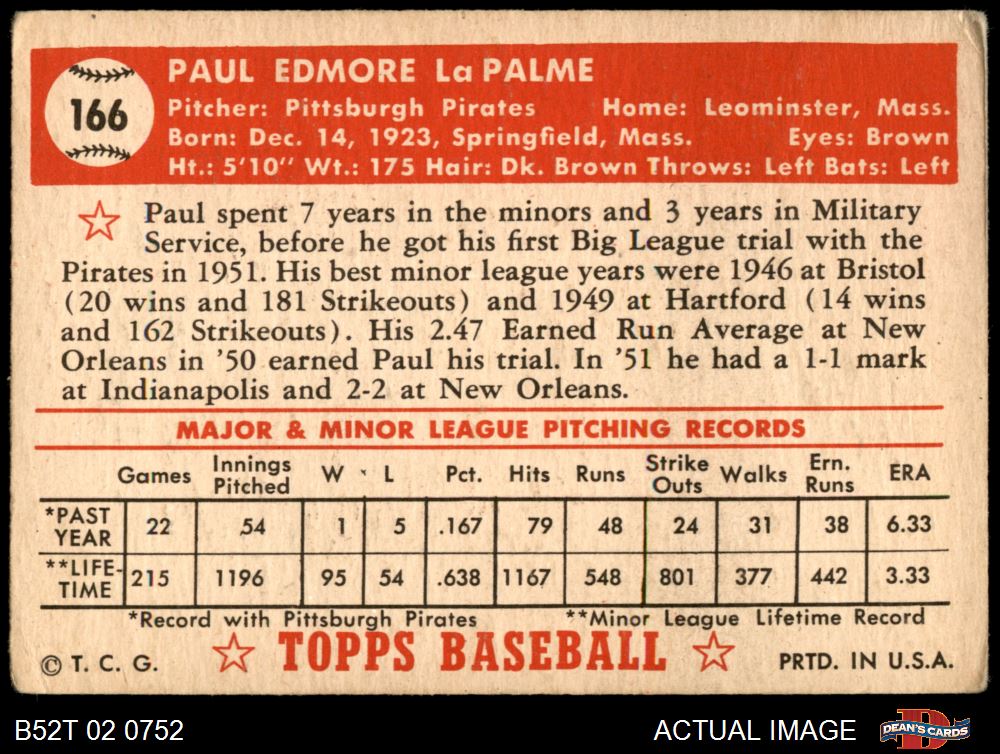 166
PAUL EDMORE La PALME
Pitcher: Pittsburgh Pirates Home: Leominster, Mass.
Born: Dec. 14, 1923, Springfield, Mass. Eyes: Brown
Ht.: 5'10" Wt.: 175 Hair: Dk. Brown Throws: Left Bats: Left
Paul spent 7 years in the minors and 3 years in Military
Service, before he got his first Big League trial with the
Pirates in 1951. His best minor league years were 1946 at Bristol
(20 wins and 181 Strikeouts) and 1949 at Hartford (14 wins
and 162 Strikeouts). His 2.47 Earned Run Average at New
Orleans in '50 earned Paul his trial. In '51 he had a 1-1 mark
at Indianapolis and 2-2 at New Orleans.
MAJOR & MINOR LEAGUE PITCHING RECORDS
Games Innings Pitched W L Pct. Hits Runs Strike Outs Walks Ern. Runs ERA
*PAST YEAR 22 54 1 5 .167 79 48 24 31 38 6.33
**LIFE-TIME 215 1196 95 54 .638 1167 548 801 377 442 3.33
*Record with Pittsburgh Pirates **Minor League Lifetime Record
© T. C. G. TOPPS BASEBALL PRTD. IN U.S.A.
B52T 02 0752 ACTUAL IMAGE DEAN'S CARDS